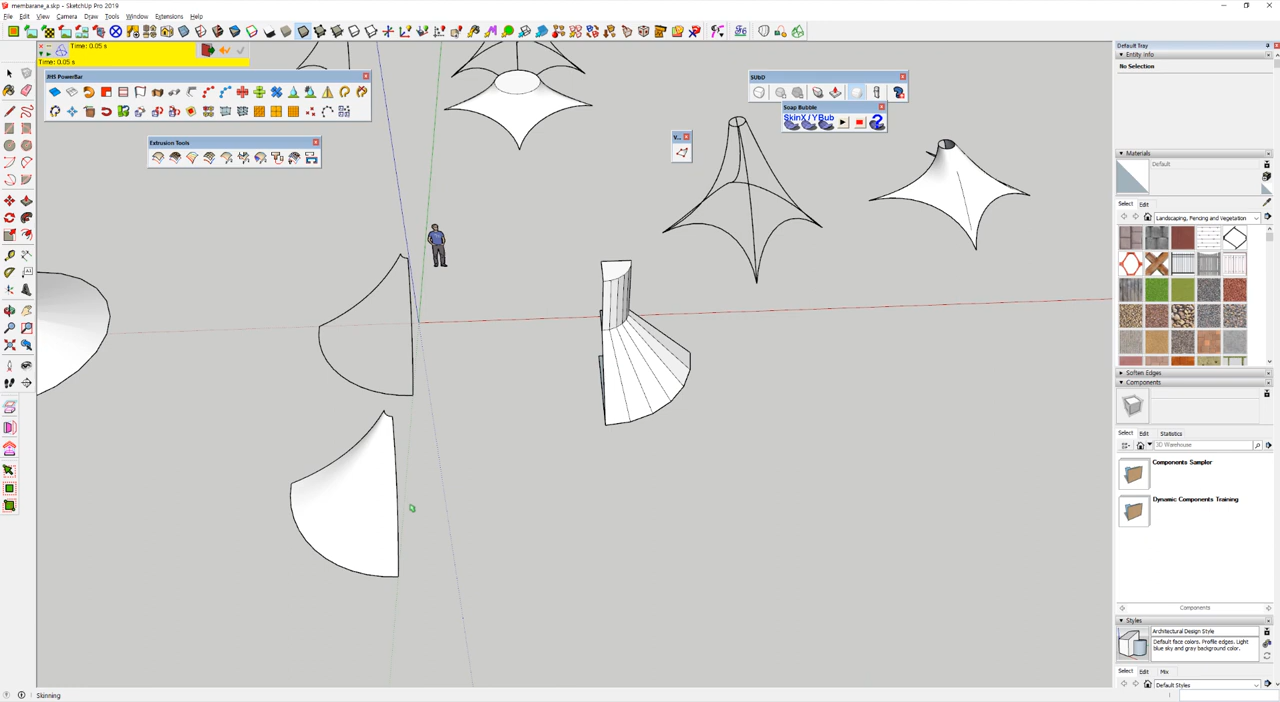 membarane_a.skp - SketchUp Pro 2019
File Edit View Camera Draw Tools Window Extensions Help
Time: 0.05 s
Time: 0.05 s
JHS PowerBar
Extrusion Tools
SUbD
Soap Bubble
SkinX / YBub
V...
Default Tray
Entity Info
No Selection
Materials
Default
Select Edit
Landscaping, Fencing and Vegetation
Soften Edges
Components
Select Edit Statistics
3D Warehouse
Components Sampler
Dynamic Components Training
Components
Styles
Architectural Design Style
Default face colors. Profile edges. Light
blue sky and gray background color.
Select Edit Mix
Default Styles
Skinning